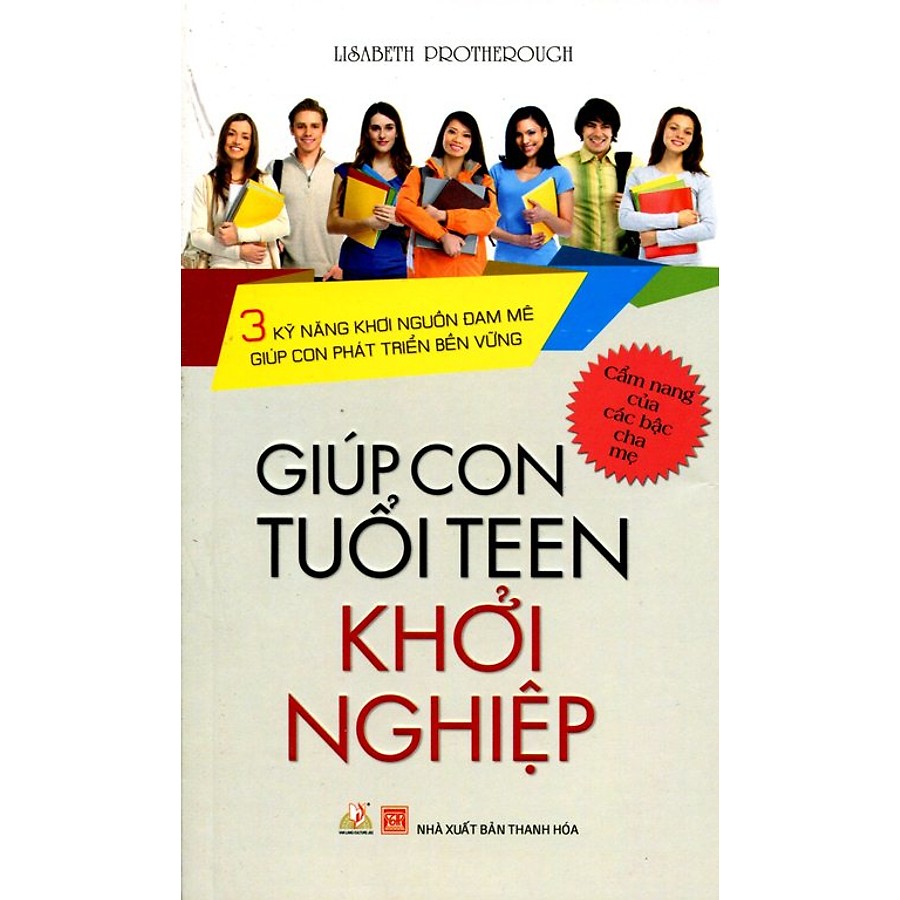 LISABETH PROTHEROUGH
3 KỸ NĂNG KHƠI NGUỒN ĐAM MÊ
GIÚP CON PHÁT TRIỂN BỀN VỮNG
Cẩm nang
của
các bậc
cha
mẹ
GIÚP CON
TUỔI TEEN
KHỞI
NGHIỆP
NHÀ XUẤT BẢN THANH HÓA